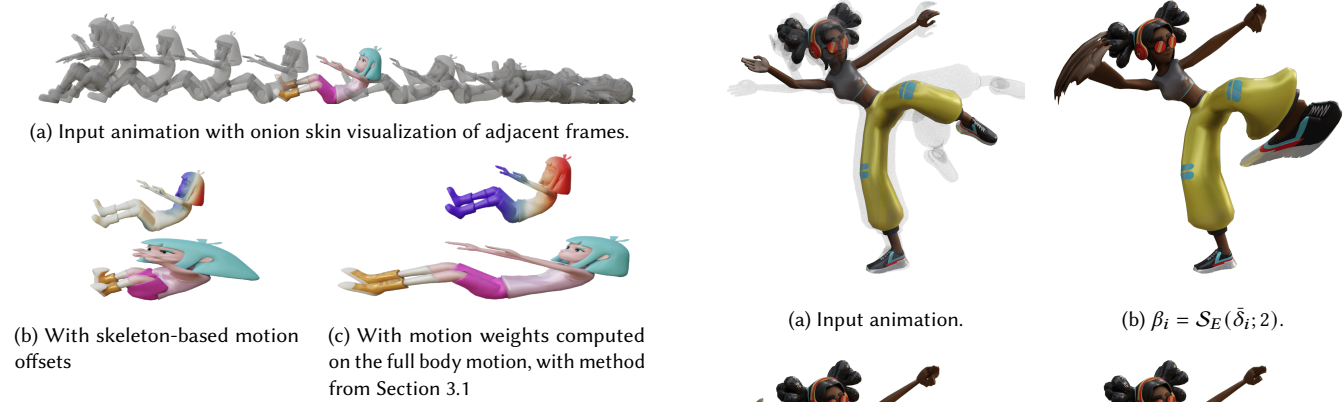 (a) Input animation with onion skin visualization of adjacent frames.
(b) With skeleton-based motion
offsets
(c) With motion weights computed
on the full body motion, with method
from Section 3.1
(a) Input animation.
(b) βᵢ = 𝒮_E(δ̄ᵢ; 2).